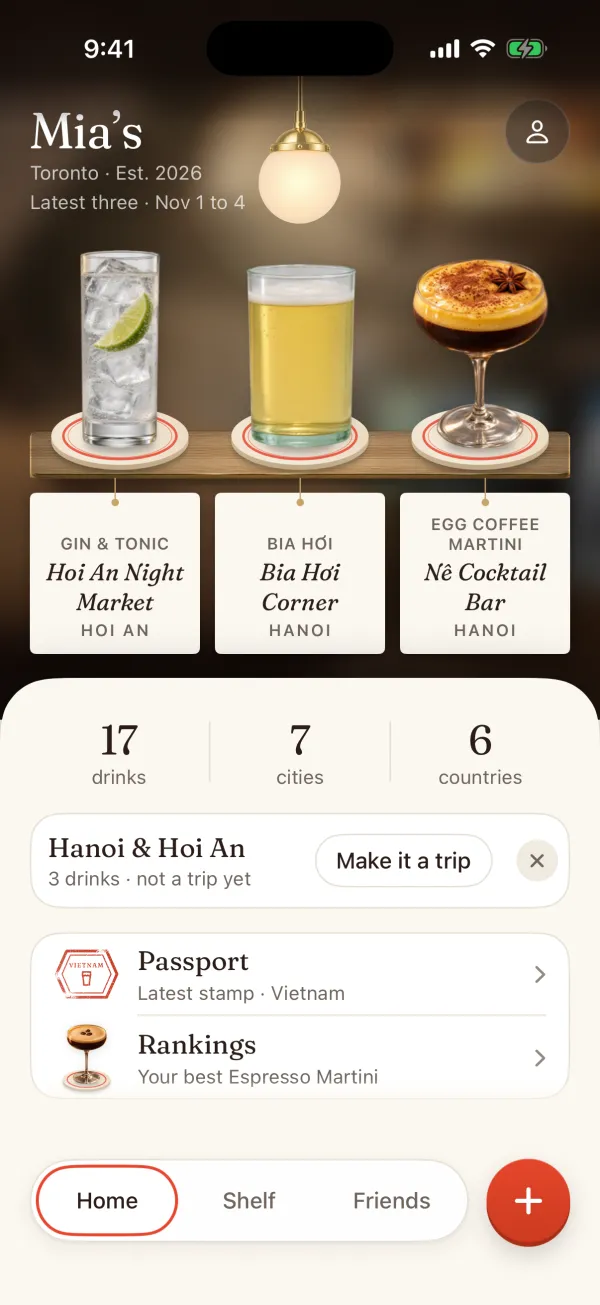 9:41
Mia’s
Toronto · Est. 2026
Latest three · Nov 1 to 4
GIN & TONIC
Hoi An Night
Market
HOI AN
BIA HƠI
Bia Hơi
Corner
HANOI
EGG COFFEE
MARTINI
Nê Cocktail
Bar
HANOI
17
drinks
7
cities
6
countries
Hanoi & Hoi An
3 drinks · not a trip yet
Make it a trip
VIETNAM
Passport
Latest stamp · Vietnam
Rankings
Your best Espresso Martini
Home
Shelf
Friends